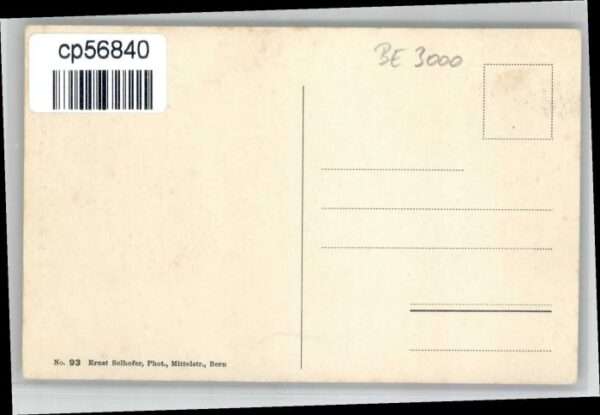 cp56840
BE 3000
No. 93 Ernst Selhofer, Phot., Mittelstr., Bern